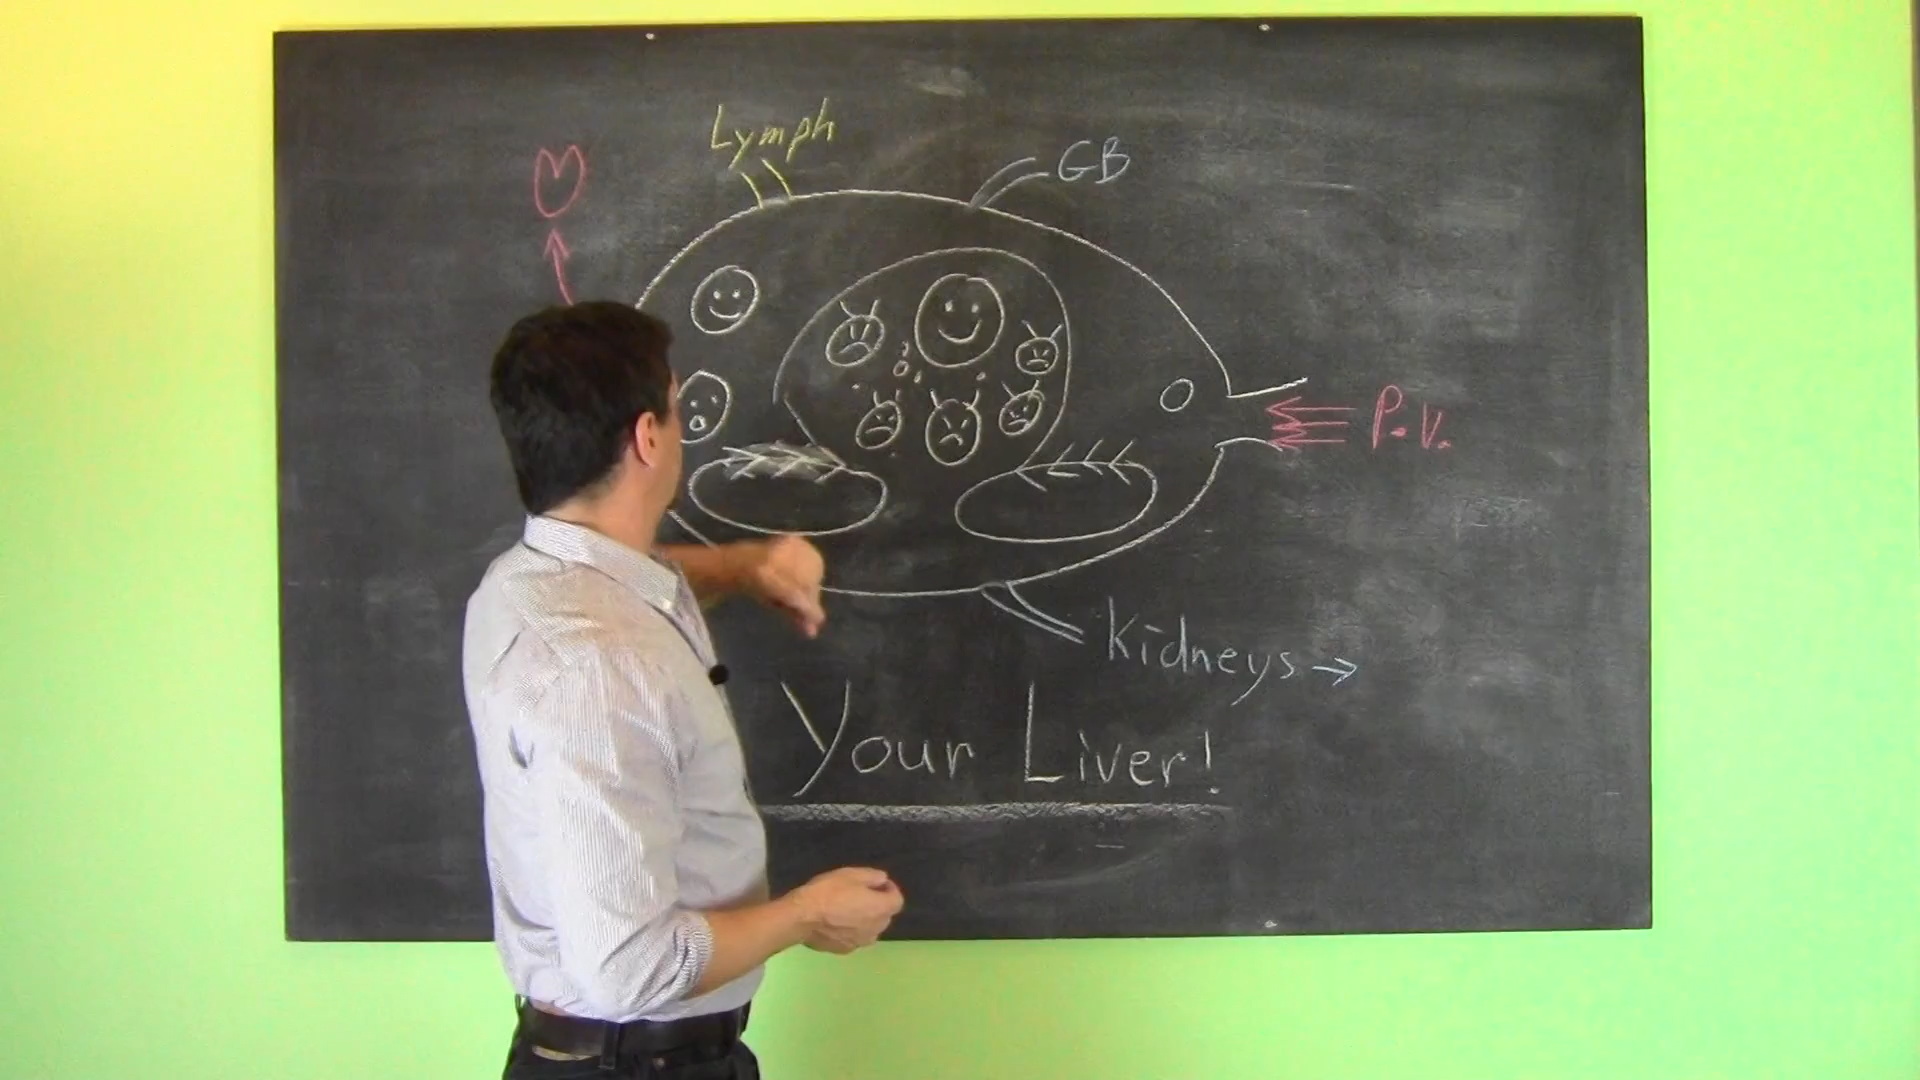 Lymph
GB
P.V.
Kidneys →
Your Liver!